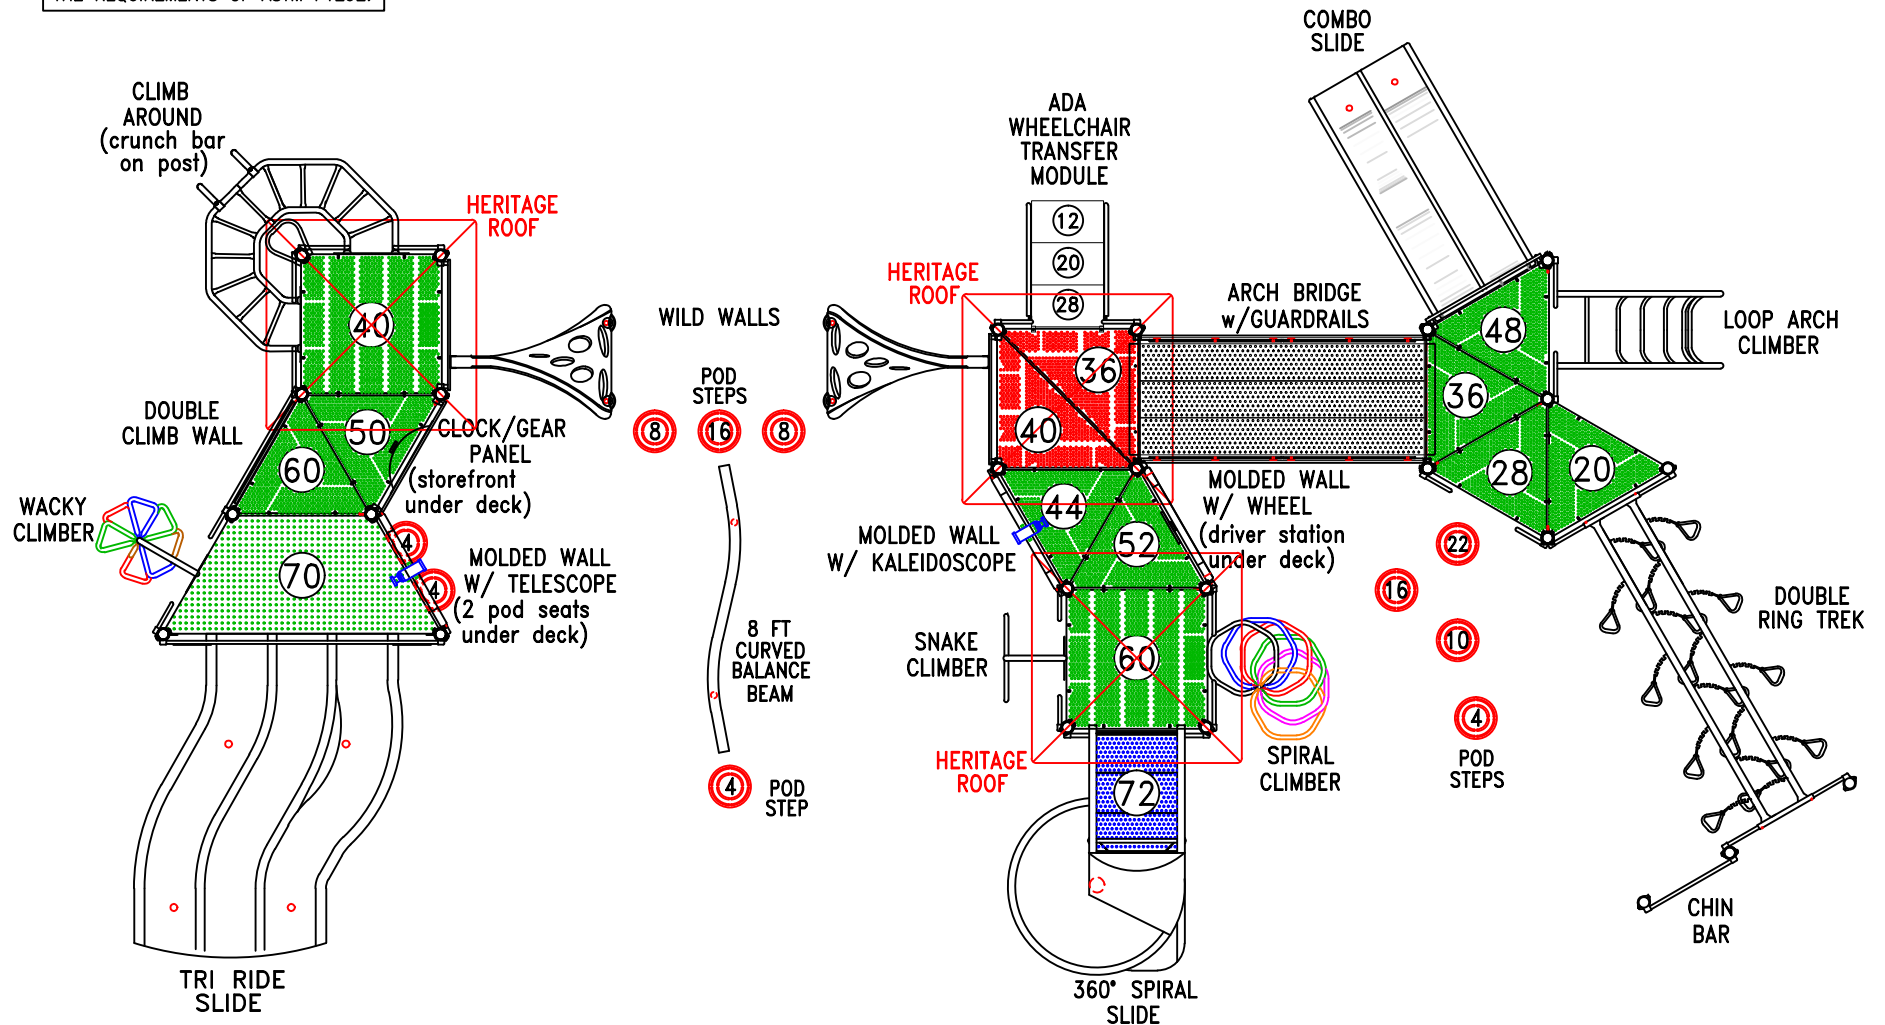 COMBO
SLIDE
CLIMB
AROUND
(crunch bar
on post)
HERITAGE
ROOF
40
DOUBLE
CLIMB WALL
50
60
CLOCK/GEAR
PANEL
(storefront
under deck)
WACKY
CLIMBER
70
4
4
MOLDED WALL
W/ TELESCOPE
(2 pod seats
under deck)
TRI RIDE
SLIDE
WILD WALLS
POD
STEPS
8
16
8
8 FT
CURVED
BALANCE
BEAM
4
POD
STEP
ADA
WHEELCHAIR
TRANSFER
MODULE
12
20
28
HERITAGE
ROOF
36
40
ARCH BRIDGE
w/GUARDRAILS
48
36
28
20
LOOP ARCH
CLIMBER
44
52
MOLDED WALL
W/ KALEIDOSCOPE
MOLDED WALL
W/ WHEEL
(driver station
under deck)
SNAKE
CLIMBER
60
HERITAGE
ROOF
SPIRAL
CLIMBER
72
360° SPIRAL
SLIDE
22
16
10
4
POD
STEPS
DOUBLE
RING TREK
CHIN
BAR